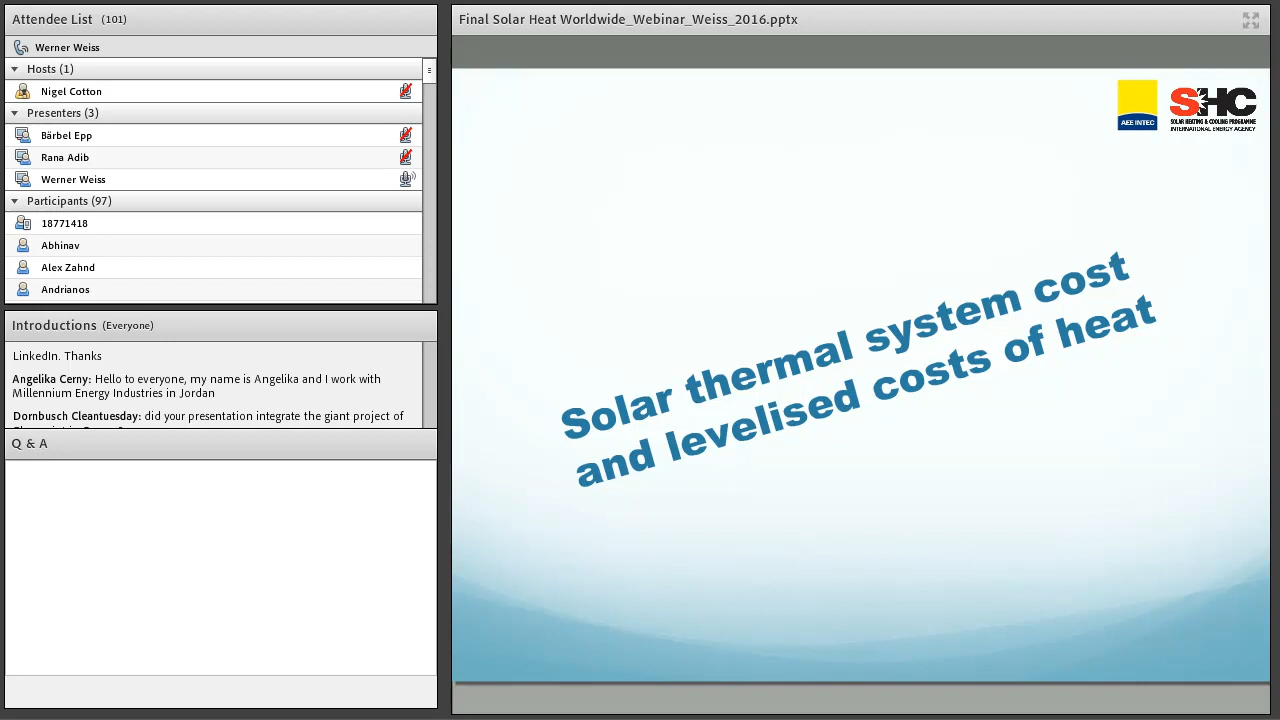 Attendee List (101)
Werner Weiss
Hosts (1)
Nigel Cotton
Presenters (3)
Bärbel Epp
Rana Adib
Werner Weiss
Participants (97)
18771418
Abhinav
Alex Zahnd
Andrianos
Introductions (Everyone)
LinkedIn. Thanks
Angelika Cerny: Hello to everyone, my name is Angelika and I work with
Millennium Energy Industries in Jordan
Dornbusch Cleantuesday: did your presentation integrate the giant project of
Q & A
Final Solar Heat Worldwide_Webinar_Weiss_2016.pptx
AEE INTEC
SHC
SOLAR HEATING & COOLING PROGRAMME
INTERNATIONAL ENERGY AGENCY
Solar thermal system cost
and levelised costs of heat